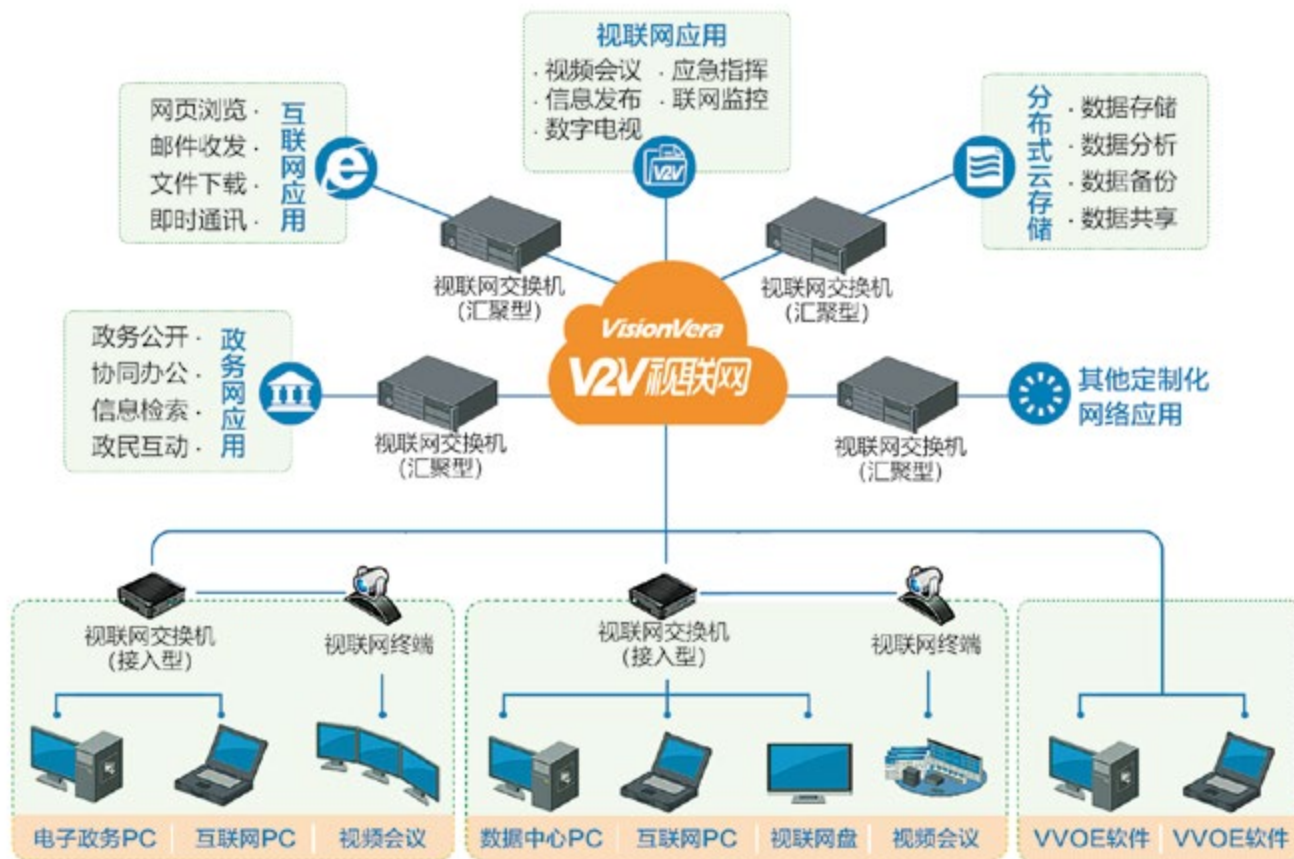 视联网应用
· 视频会议 · 应急指挥
· 信息发布 · 联网监控
· 数字电视
V2V
网页浏览 ·
邮件收发 ·
文件下载 ·
即时通讯 ·
互联网应用
分布式云存储
· 数据存储
· 数据分析
· 数据备份
· 数据共享
视联网交换机
(汇聚型)
视联网交换机
(汇聚型)
VisionVera
V2V视联网
政务公开 ·
协同办公 ·
信息检索 ·
政民互动 ·
政务网应用
视联网交换机
(汇聚型)
视联网交换机
(汇聚型)
其他定制化
网络应用
视联网交换机
(接入型)
视联网终端
视联网交换机
(接入型)
视联网终端
电子政务PC
互联网PC
视频会议
数据中心PC
互联网PC
视联网盘
视频会议
VVOE软件
VVOE软件